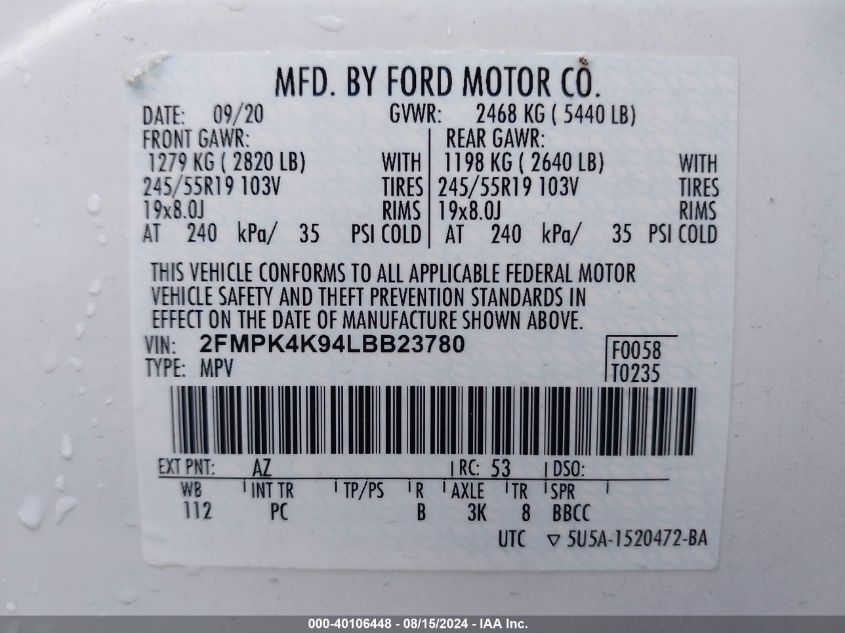 MFD. BY FORD MOTOR CO.
DATE: 09/20 GVWR: 2468 KG ( 5440 LB)
FRONT GAWR: REAR GAWR:
1279 KG ( 2820 LB) WITH 1198 KG ( 2640 LB) WITH
245/55R19 103V TIRES 245/55R19 103V TIRES
19x8.0J RIMS 19x8.0J RIMS
AT 240 kPa/ 35 PSI COLD AT 240 kPa/ 35 PSI COLD
THIS VEHICLE CONFORMS TO ALL APPLICABLE FEDERAL MOTOR
VEHICLE SAFETY AND THEFT PREVENTION STANDARDS IN
EFFECT ON THE DATE OF MANUFACTURE SHOWN ABOVE.
VIN: 2FMPK4K94LBB23780 F0058
TYPE: MPV T0235
EXT PNT: AZ RC: 53 DSO:
WB INT TR TP/PS R AXLE TR SPR
112 PC B 3K 8 BBCC
UTC ▽ 5U5A-1520472-BA
000-40106448 - 08/15/2024 - IAA Inc.